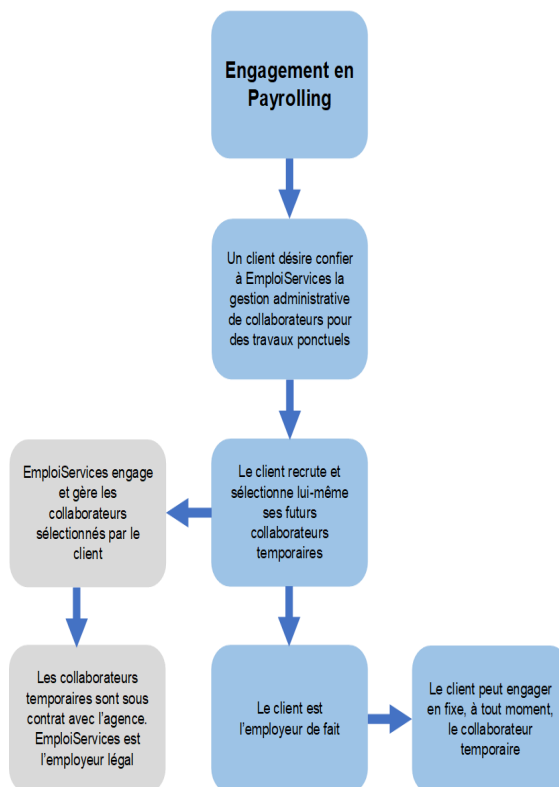 Engagement en
Payrolling
Un client désire confier
à EmploiServices la
gestion administrative
de collaborateurs pour
des travaux ponctuels
EmploiServices engage
et gère les
collaborateurs
sélectionnés par le
client
Le client recrute et
sélectionne lui-même
ses futurs
collaborateurs
temporaires
Les collaborateurs
temporaires sont sous
contrat avec l'agence.
EmploiServices est
l'employeur légal
Le client est
l'employeur de fait
Le client peut engager
en fixe, à tout moment,
le collaborateur
temporaire